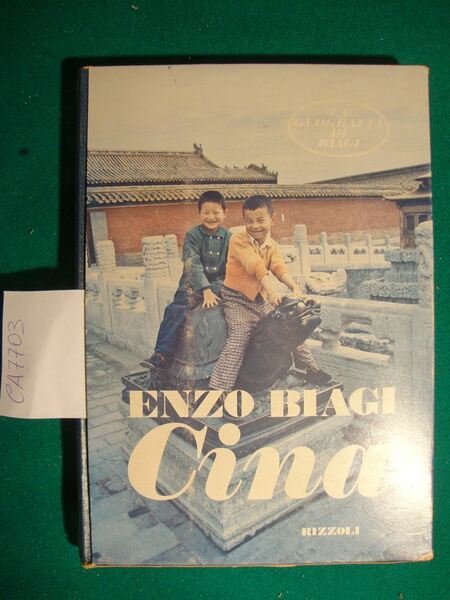 LA
GEOGRAFIA
DI
BIAGI
CA7703
ENZO BIAGI
Cina
RIZZOLI